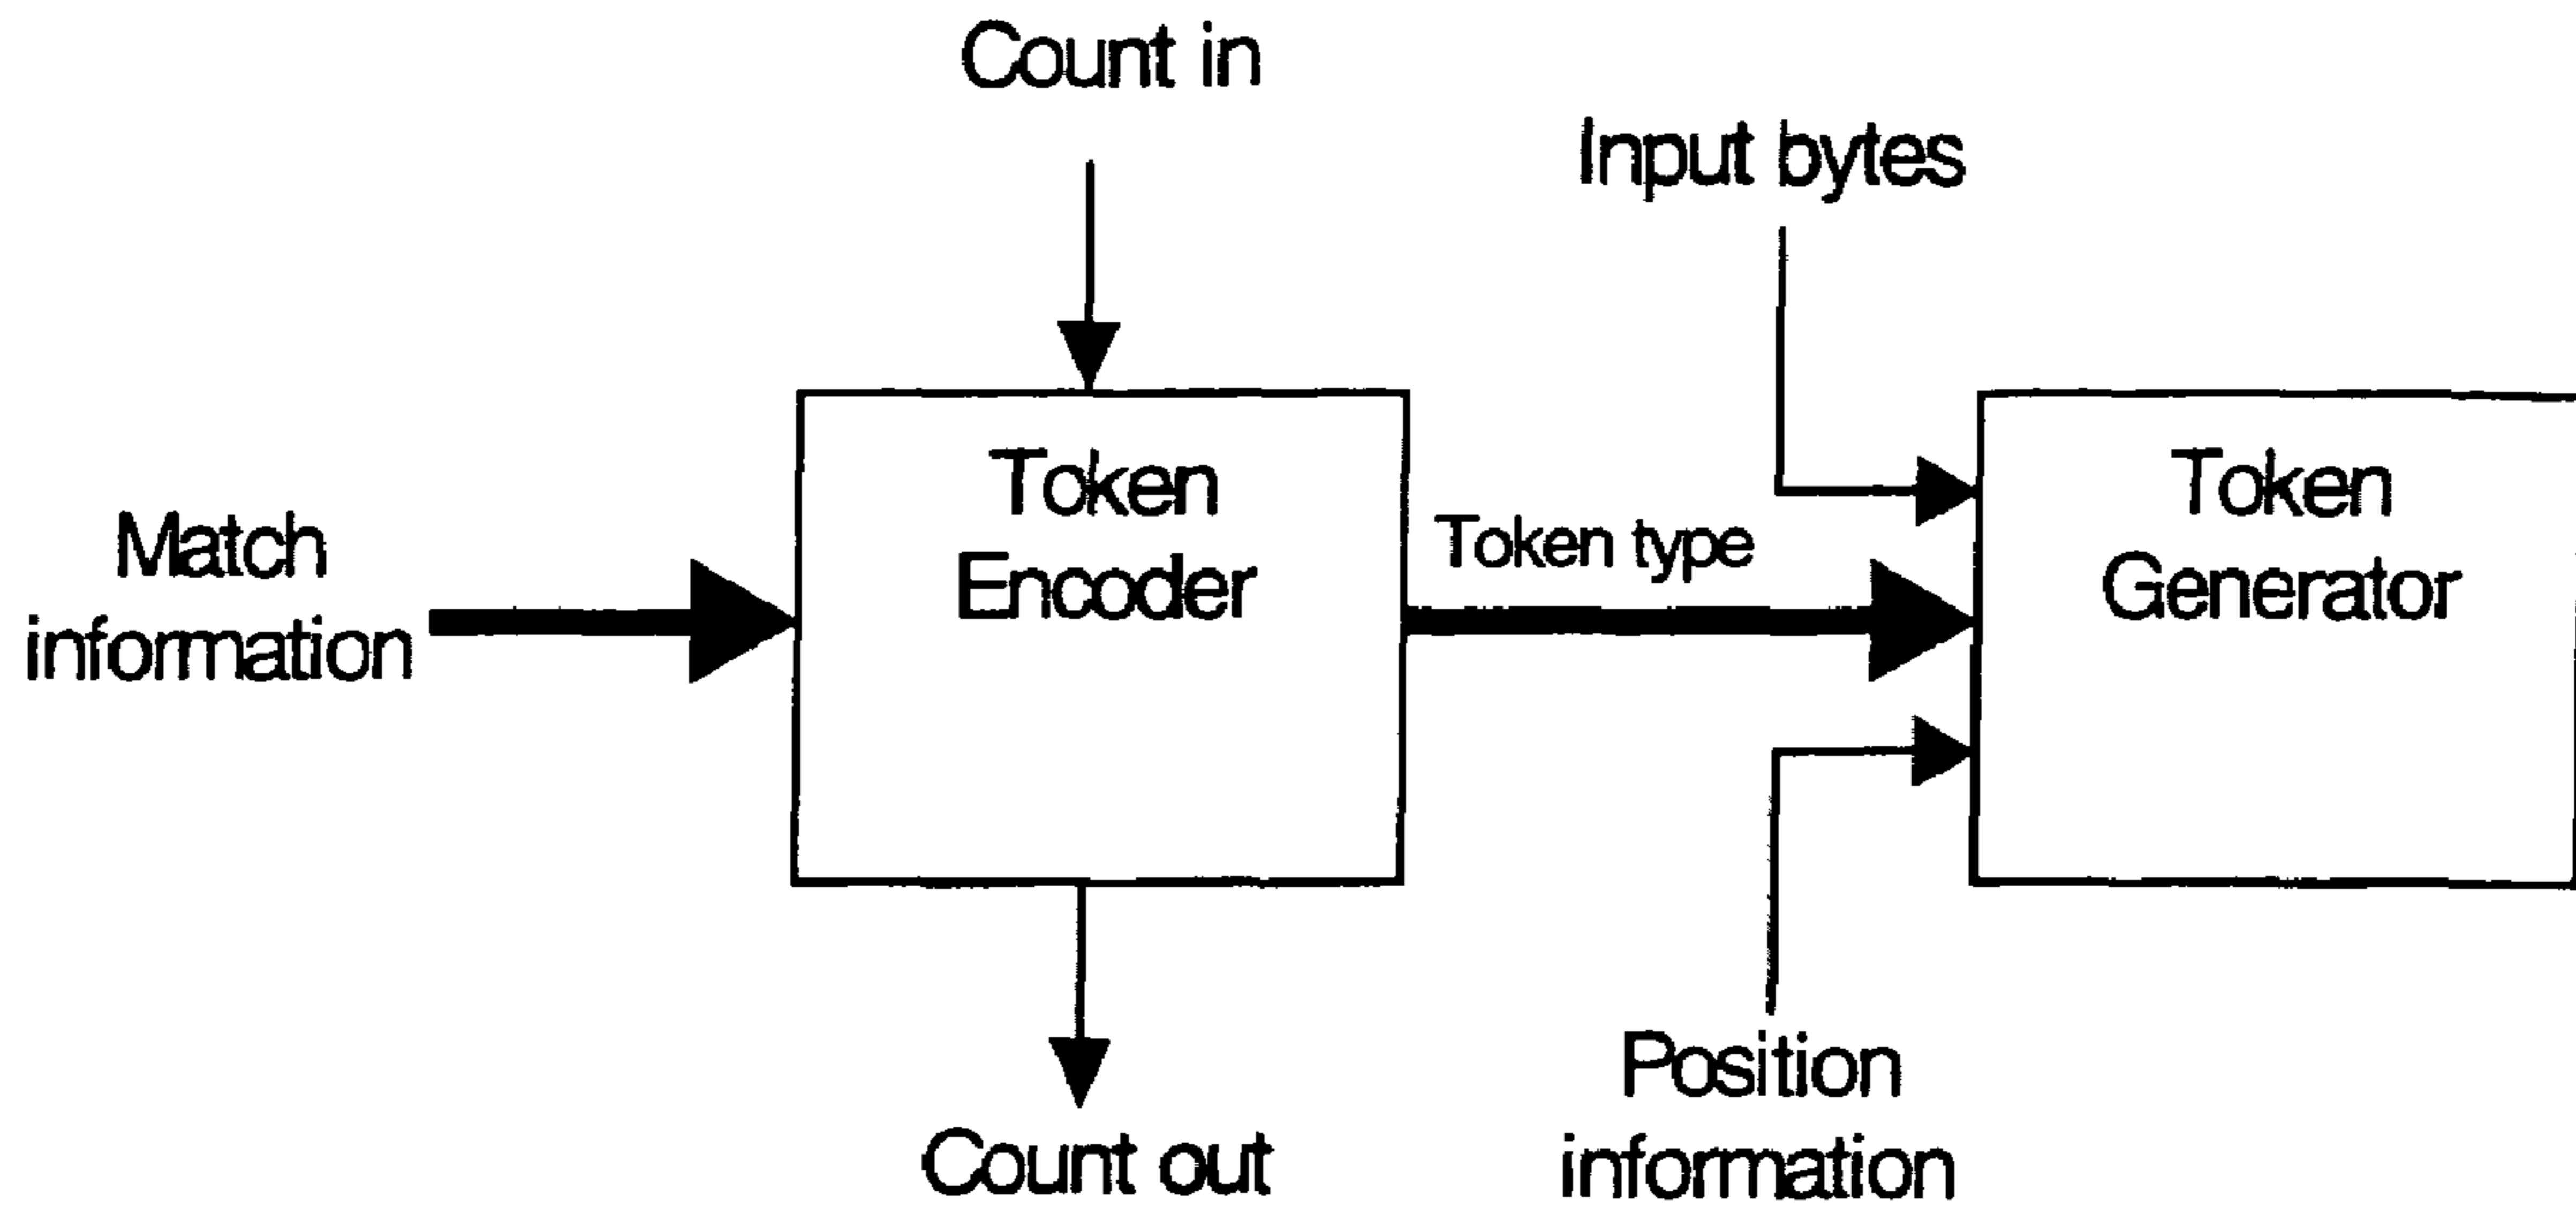 Count in
Input bytes
Match
information
Token
Encoder
Token type
Token
Generator
Count out
Position
information